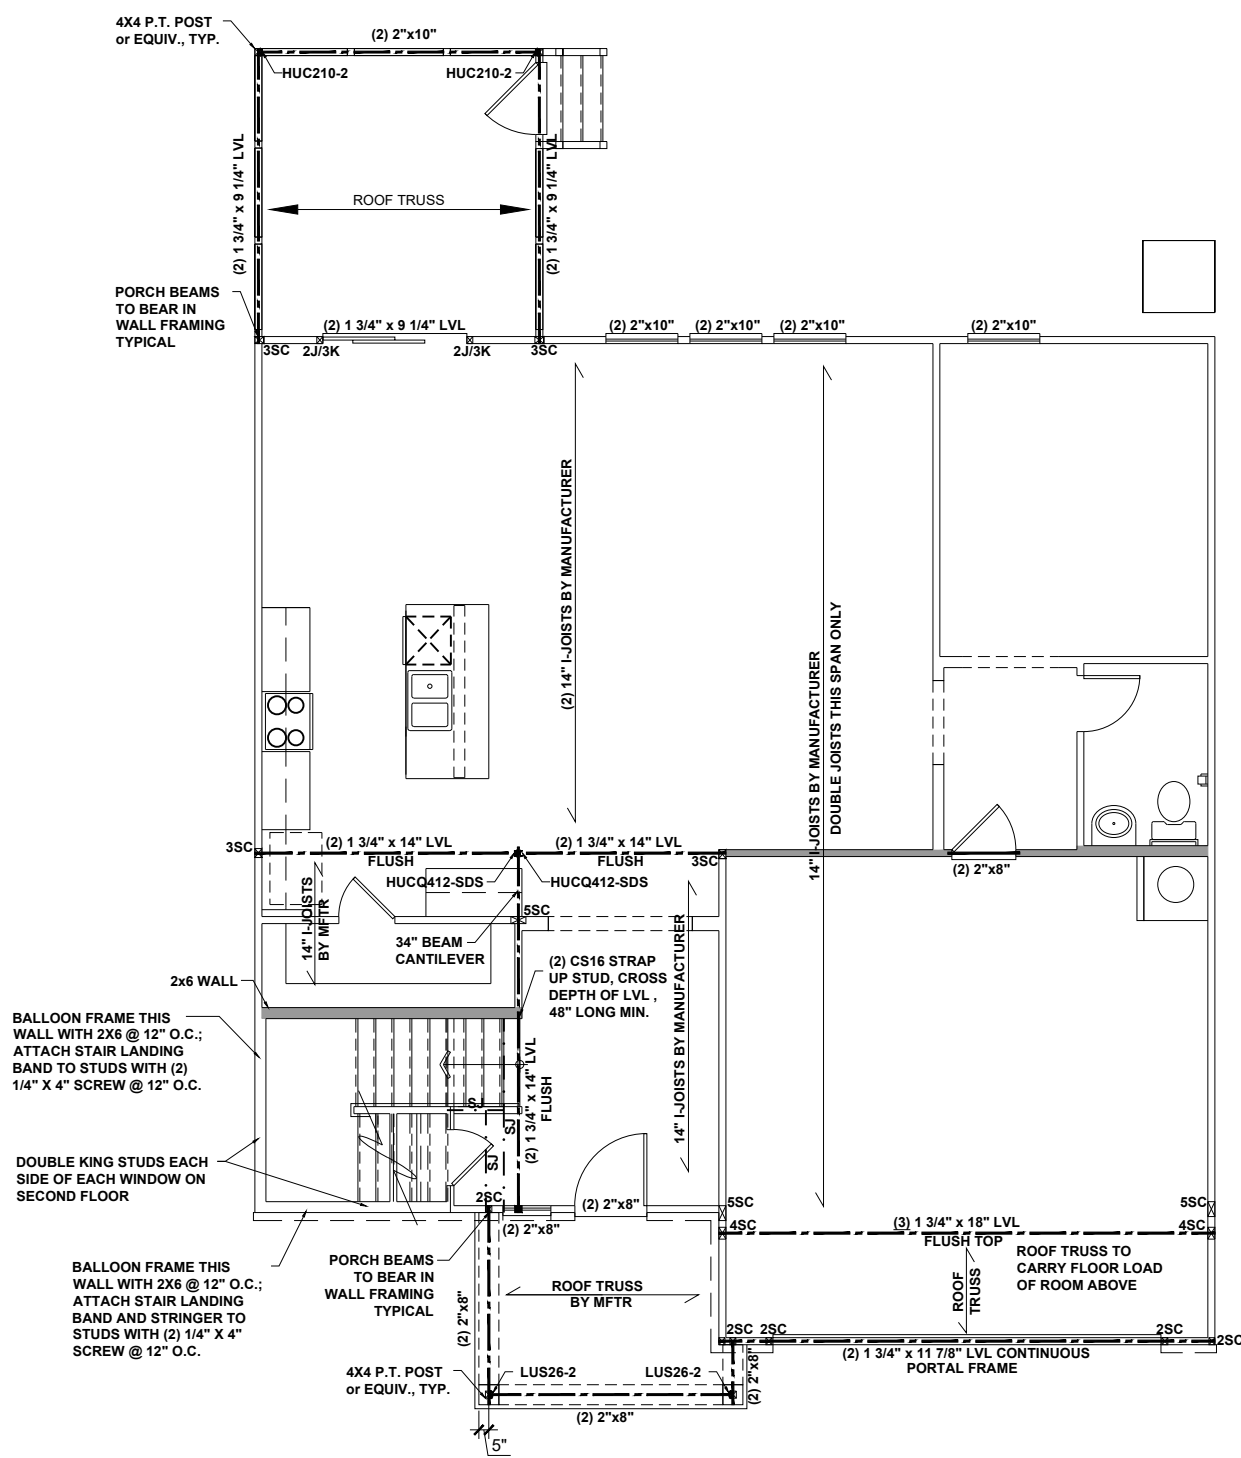 4X4 P.T. POST
or EQUIV., TYP.
(2) 2"x10"
HUC210-2
HUC210-2
(2) 1 3/4" x 9 1/4" LVL
ROOF TRUSS
(2) 1 3/4" x 9 1/4" LVL
PORCH BEAMS
TO BEAR IN
WALL FRAMING
TYPICAL
(2) 1 3/4" x 9 1/4" LVL
(2) 2"x10"
(2) 2"x10"
(2) 2"x10"
(2) 2"x10"
3SC
2J/3K
2J/3K
3SC
(2) 14" I-JOISTS BY MANUFACTURER
14" I-JOISTS BY MANUFACTURER
DOUBLE JOISTS THIS SPAN ONLY
3SC
(2) 1 3/4" x 14" LVL
FLUSH
(2) 1 3/4" x 14" LVL
FLUSH
3SC
HUCQ412-SDS
HUCQ412-SDS
(2) 2"x8"
14" I-JOISTS
BY MFTR
5SC
34" BEAM
CANTILEVER
14" I-JOISTS BY MANUFACTURER
(2) CS16 STRAP
UP STUD, CROSS
DEPTH OF LVL ,
48" LONG MIN.
2x6 WALL
BALLOON FRAME THIS
WALL WITH 2X6 @ 12" O.C.;
ATTACH STAIR LANDING
BAND TO STUDS WITH (2)
1/4" X 4" SCREW @ 12" O.C.
(2) 1 3/4" x 14" LVL
FLUSH
SJ
SJ
SJ
DOUBLE KING STUDS EACH
SIDE OF EACH WINDOW ON
SECOND FLOOR
2SC
(2) 2"x8"
(2) 2"x8"
5SC
5SC
4SC
(3) 1 3/4" x 18" LVL
FLUSH TOP
4SC
BALLOON FRAME THIS
WALL WITH 2X6 @ 12" O.C.;
ATTACH STAIR LANDING
BAND AND STRINGER TO
STUDS WITH (2) 1/4" X 4"
SCREW @ 12" O.C.
PORCH BEAMS
TO BEAR IN
WALL FRAMING
TYPICAL
ROOF TRUSS
BY MFTR
ROOF
TRUSS
ROOF TRUSS TO
CARRY FLOOR LOAD
OF ROOM ABOVE
(2) 2"x8"
2SC
2SC
2SC
2SC
(2) 1 3/4" x 11 7/8" LVL CONTINUOUS
PORTAL FRAME
4X4 P.T. POST
or EQUIV., TYP.
LUS26-2
LUS26-2
(2) 2"x8"
(2) 2"x8"
5"